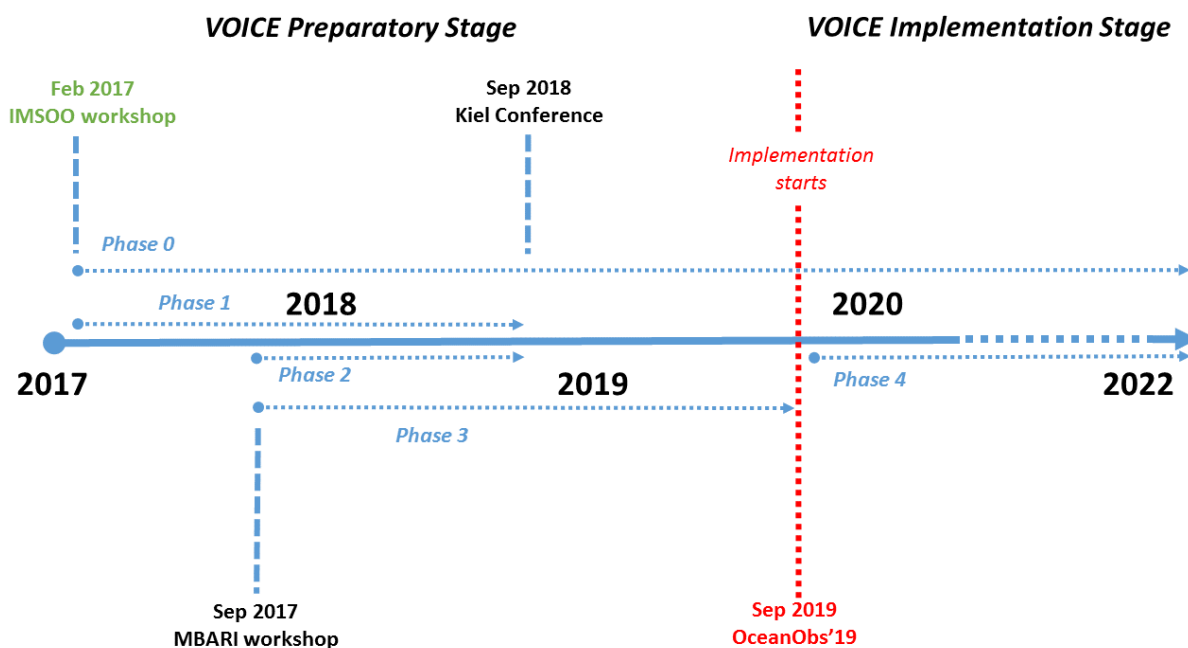 VOICE Preparatory Stage
VOICE Implementation Stage
Feb 2017
IMSOO workshop
Sep 2018
Kiel Conference
Implementation
starts
Phase 0
Phase 1
2018
2020
2017
Phase 2
2019
Phase 4
2022
Phase 3
Sep 2017
MBARI workshop
Sep 2019
OceanObs’19